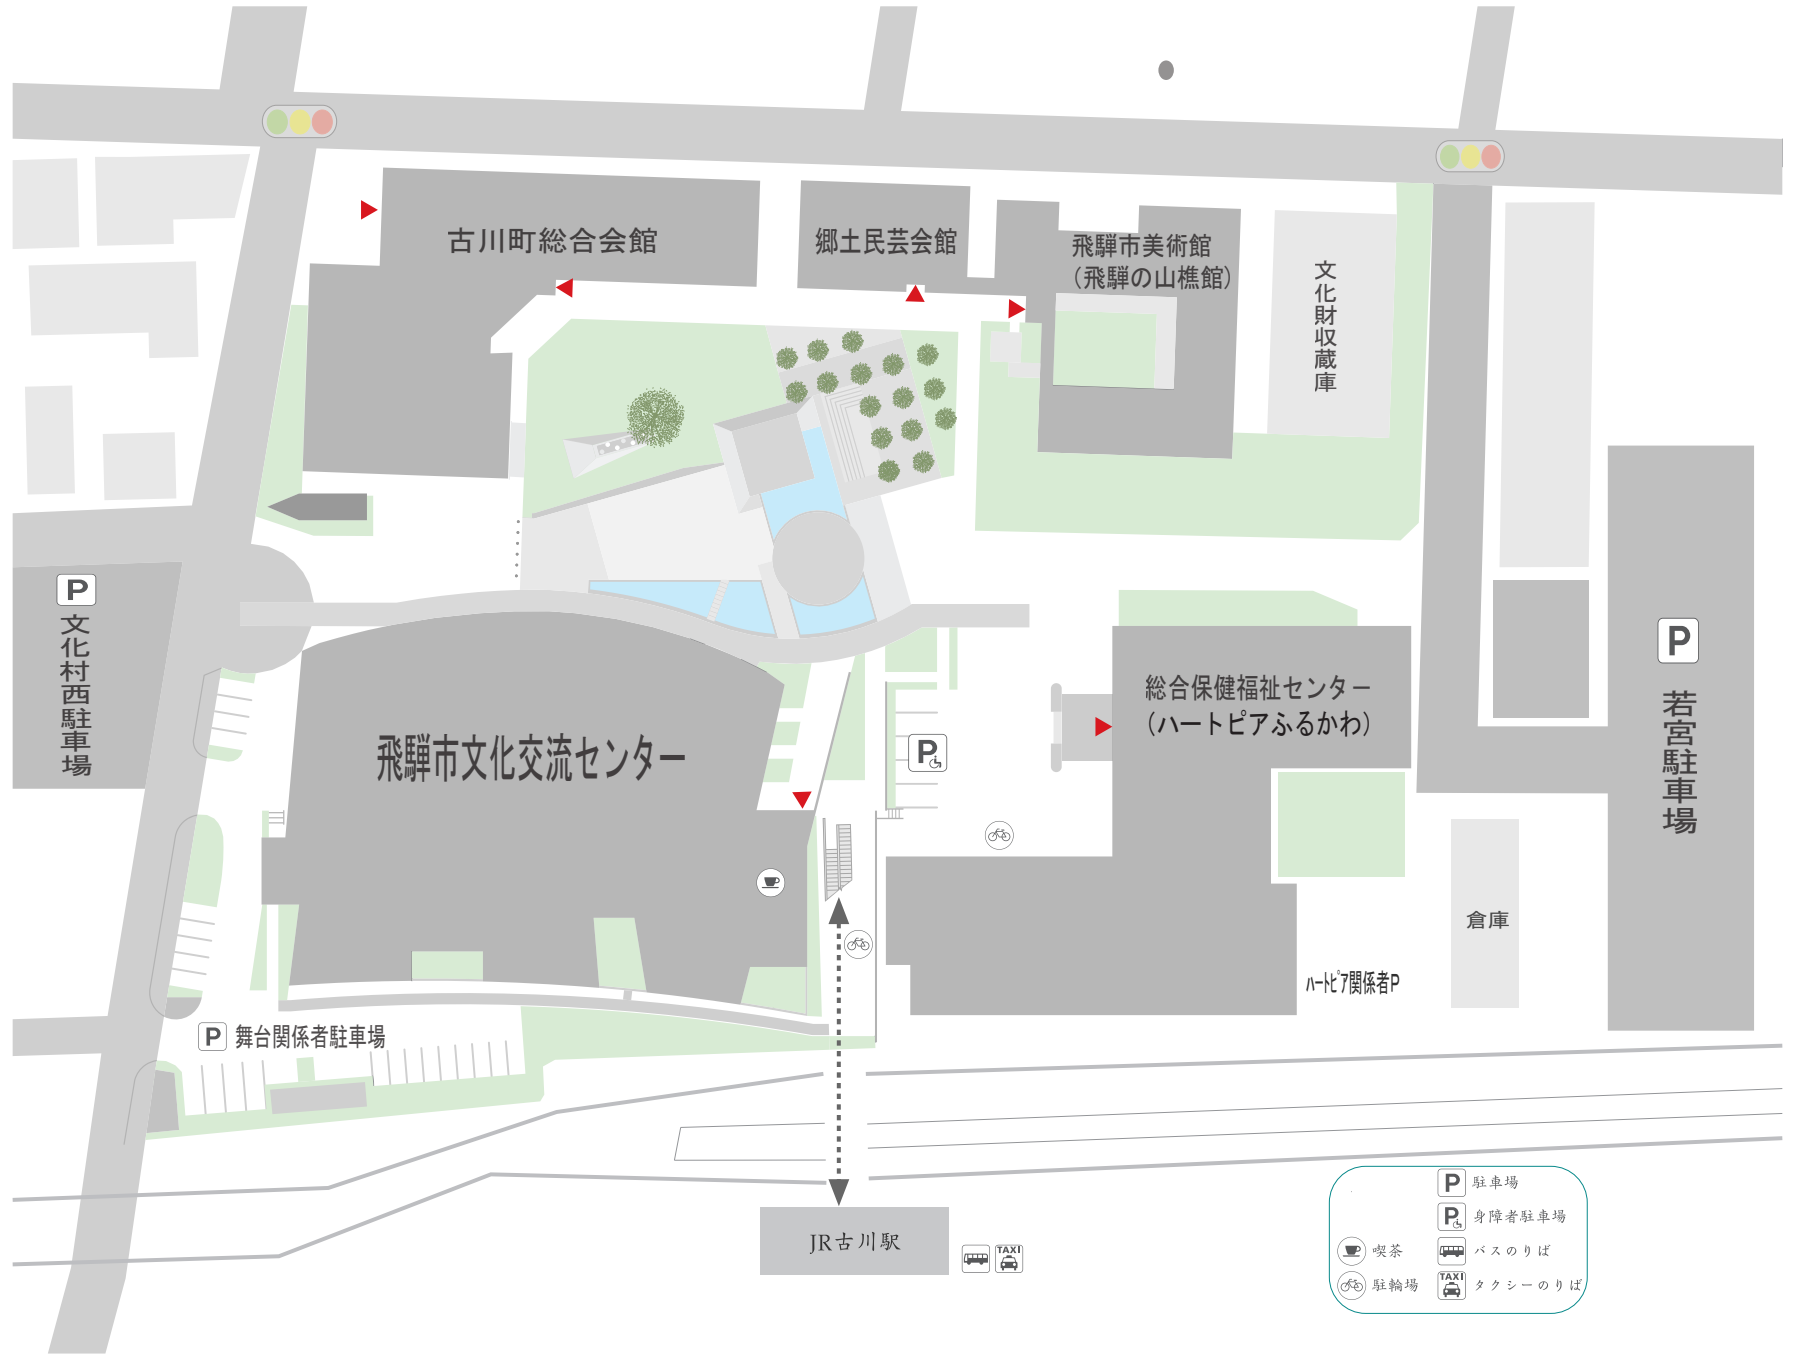 古川町総合会館
郷土民芸会館
飛騨市美術館
（飛騨の山樵館）
文化財収蔵庫
P
文化村西駐車場
飛騨市文化交流センター
P
総合保健福祉センター
（ハートピアふるかわ）
P
若宮駐車場
倉庫
ハートピア関係者P
P 舞台関係者駐車場
JR古川駅
TAXI
P 駐車場
P 身障者駐車場
喫茶
バスのりば
駐輪場
TAXI タクシーのりば